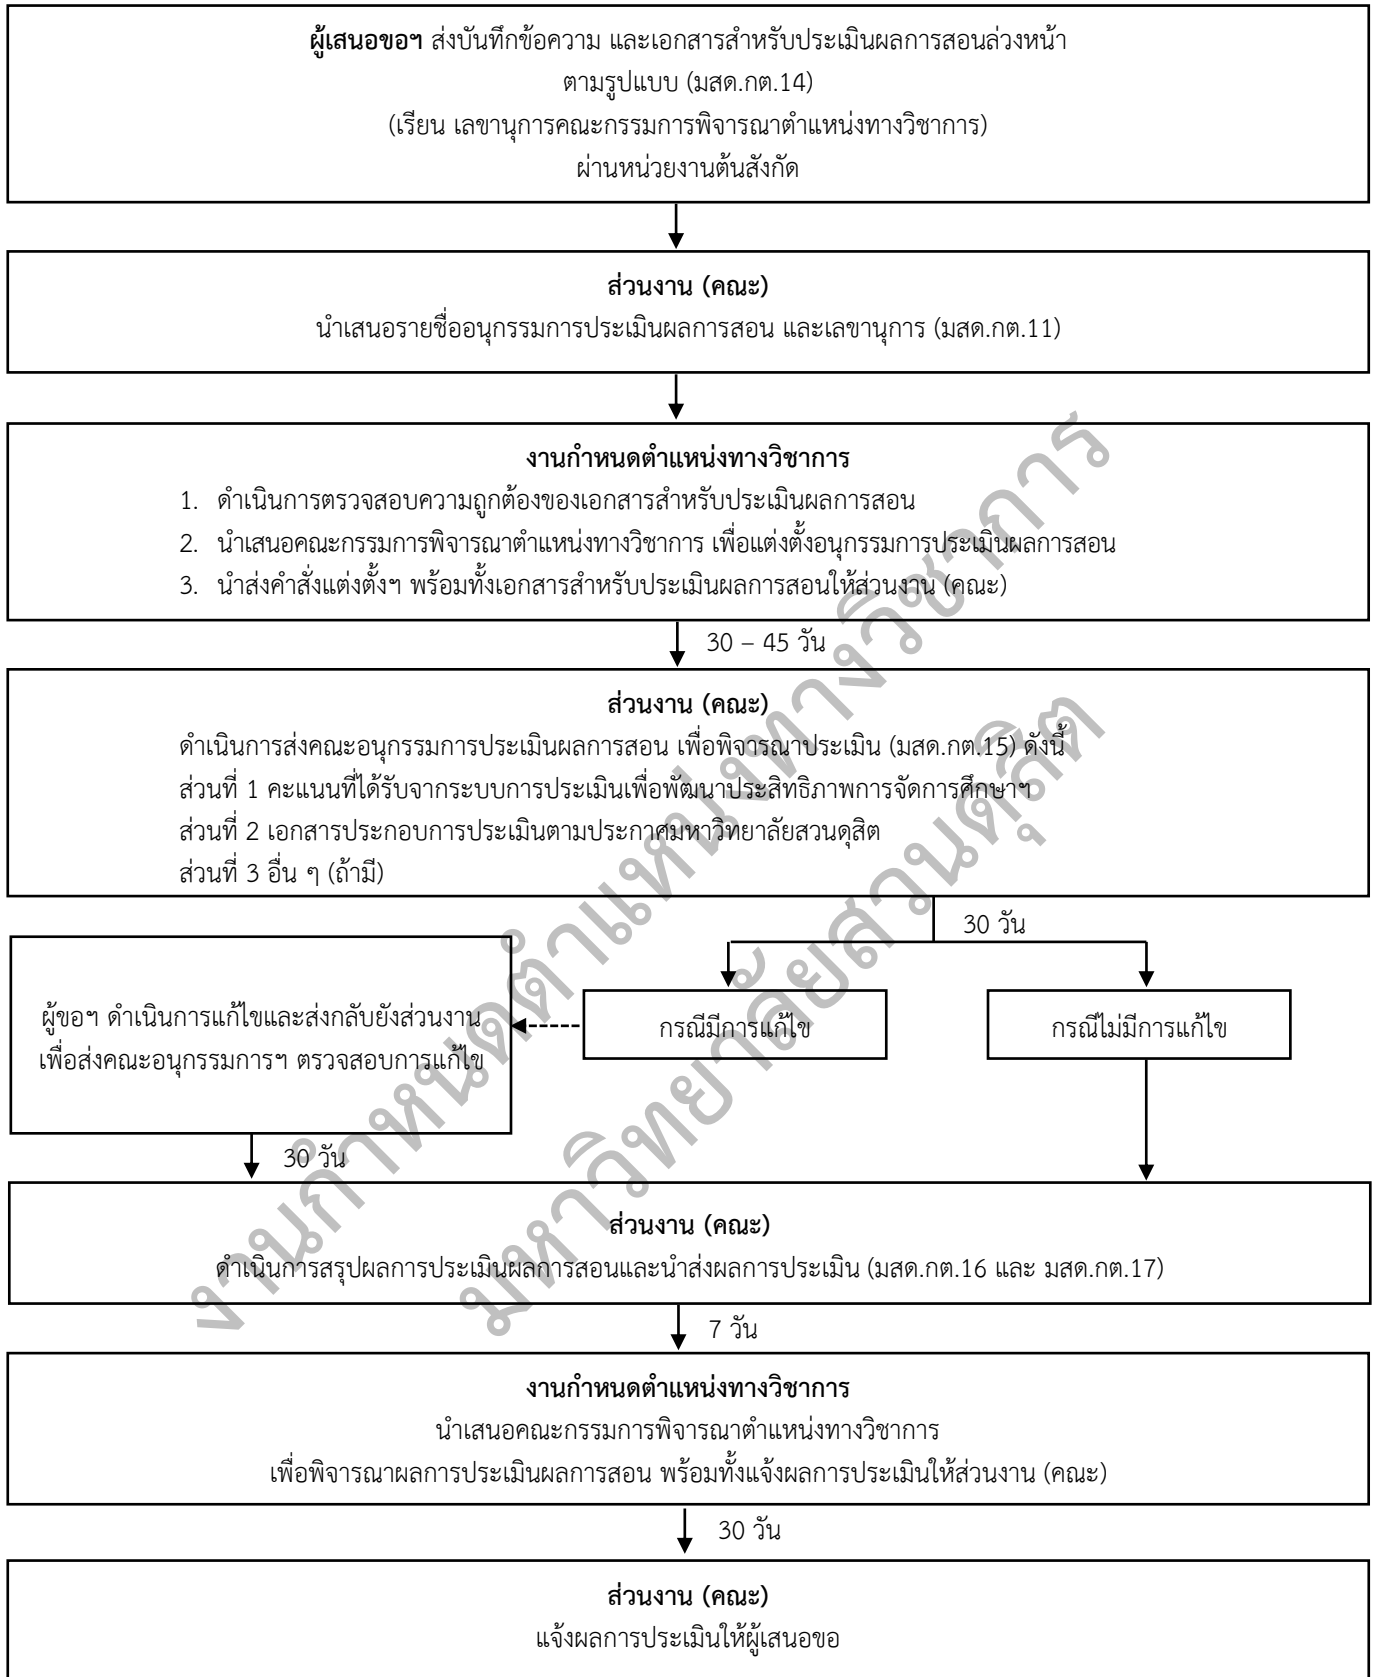 ผู้เสนอขอฯ ส่งบันทึกข้อความ และเอกสารสำหรับประเมินผลการสอนล่วงหน้า
ตามรูปแบบ (มสด.กต.14)
(เรียน เลขานุการคณะกรรมการพิจารณาตำแหน่งทางวิชาการ)
ผ่านหน่วยงานต้นสังกัด
ส่วนงาน (คณะ)
นำเสนอรายชื่ออนุกรรมการประเมินผลการสอน และเลขานุการ (มสด.กต.11)
งานกำหนดตำแหน่งทางวิชาการ
1. ดำเนินการตรวจสอบความถูกต้องของเอกสารสำหรับประเมินผลการสอน
2. นำเสนอคณะกรรมการพิจารณาตำแหน่งทางวิชาการ เพื่อแต่งตั้งอนุกรรมการประเมินผลการสอน
3. นำส่งคำสั่งแต่งตั้งฯ พร้อมทั้งเอกสารสำหรับประเมินผลการสอนให้ส่วนงาน (คณะ)
30 – 45 วัน
ส่วนงาน (คณะ)
ดำเนินการส่งคณะอนุกรรมการประเมินผลการสอน เพื่อพิจารณาประเมิน (มสด.กต.15) ดังนี้
ส่วนที่ 1 คะแนนที่ได้รับจากระบบการประเมินเพื่อพัฒนาประสิทธิภาพการจัดการศึกษาฯ
ส่วนที่ 2 เอกสารประกอบการประเมินตามประกาศมหาวิทยาลัยสวนดุสิต
ส่วนที่ 3 อื่น ๆ (ถ้ามี)
30 วัน
ผู้ขอฯ ดำเนินการแก้ไขและส่งกลับยังส่วนงาน
เพื่อส่งคณะอนุกรรมการฯ ตรวจสอบการแก้ไข
กรณีมีการแก้ไข
กรณีไม่มีการแก้ไข
30 วัน
ส่วนงาน (คณะ)
ดำเนินการสรุปผลการประเมินผลการสอนและนำส่งผลการประเมิน (มสด.กต.16 และ มสด.กต.17)
7 วัน
งานกำหนดตำแหน่งทางวิชาการ
นำเสนอคณะกรรมการพิจารณาตำแหน่งทางวิชาการ
เพื่อพิจารณาผลการประเมินผลการสอน พร้อมทั้งแจ้งผลการประเมินให้ส่วนงาน (คณะ)
30 วัน
ส่วนงาน (คณะ)
แจ้งผลการประเมินให้ผู้เสนอขอ
งานกำหนดตำแหน่งทางวิชาการ
มหาวิทยาลัยสวนดุสิต